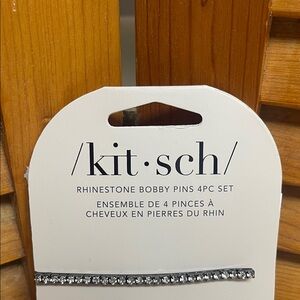 /kit·sch/
RHINESTONE BOBBY PINS 4PC SET
ENSEMBLE DE 4 PINCES À
CHEVEUX EN PIERRES DU RHIN